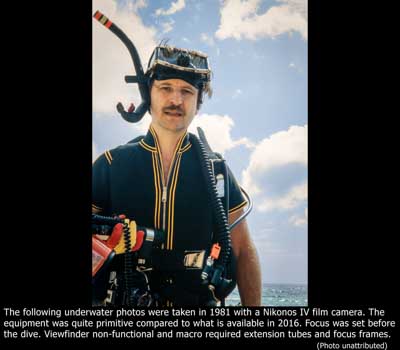 The following underwater photos were taken in 1981 with a Nikonos IV film camera. The
equipment was quite primitive compared to what is available in 2016. Focus was set before
the dive. Viewfinder non-functional and macro required extension tubes and focus frames.
(Photo unattributed)